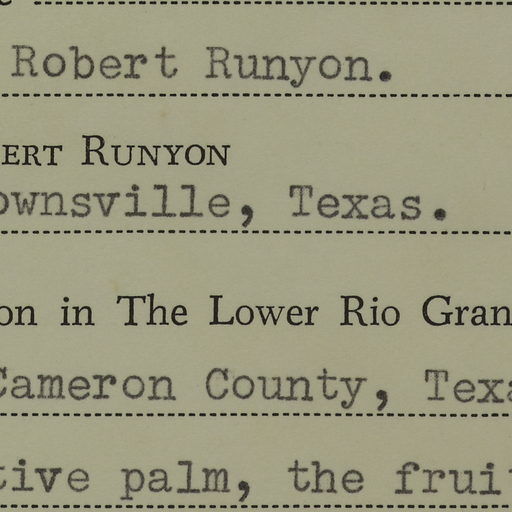 Robert Runyon.
ERT RUNYON
ownsville, Texas.
on in The Lower Rio Gran
Cameron County, Texa
tive palm, the frui